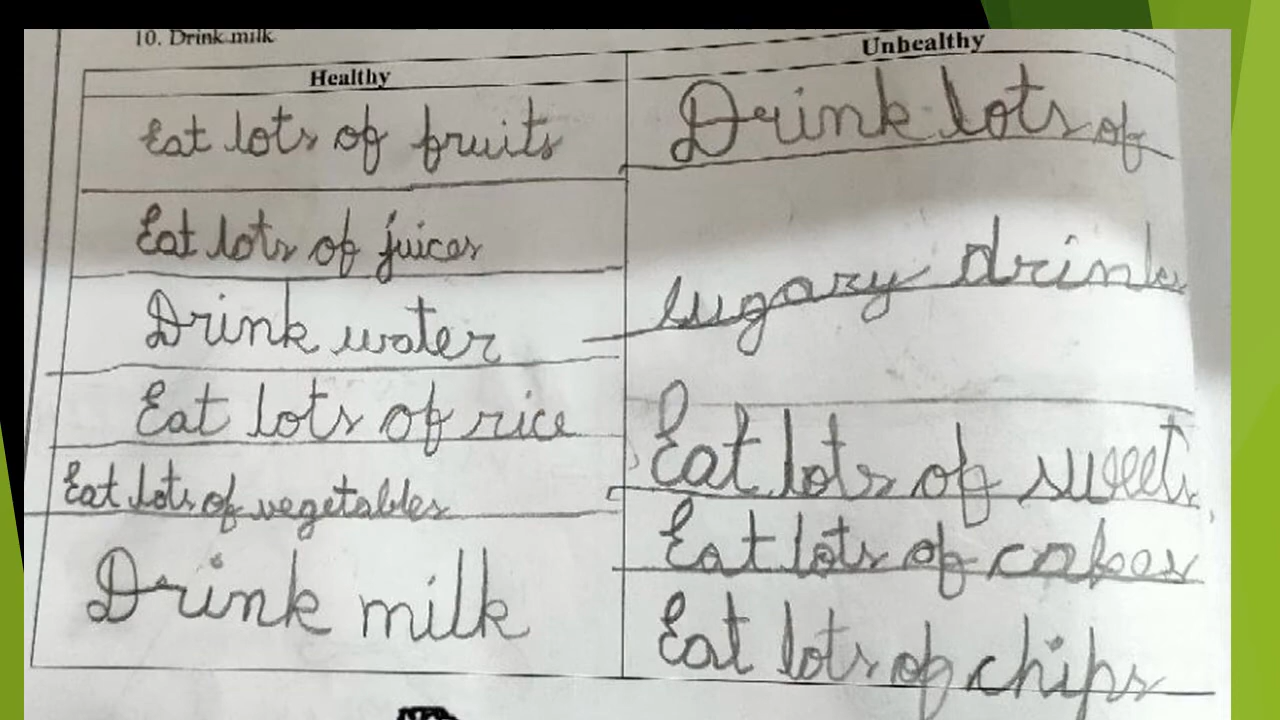 10. Drink milk
Healthy
Unhealthy
Eat lots of fruits
Eat lots of juices
Drink water
Eat lots of rice
Eat lots of vegetables
Drink milk
Drink lots of
sugary drinks
Eat lots of sweets
Eat lots of cakes
Eat lots of chips